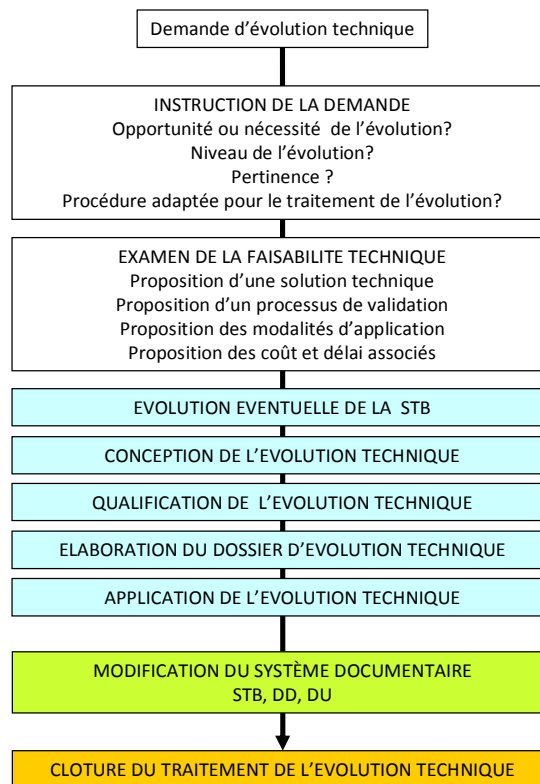 Demande d’évolution technique
INSTRUCTION DE LA DEMANDE
Opportunité ou nécessité de l’évolution?
Niveau de l’évolution?
Pertinence ?
Procédure adaptée pour le traitement de l’évolution?
EXAMEN DE LA FAISABILITE TECHNIQUE
Proposition d’une solution technique
Proposition d’un processus de validation
Proposition des modalités d’application
Proposition des coût et délai associés
EVOLUTION EVENTUELLE DE LA STB
CONCEPTION DE L’EVOLUTION TECHNIQUE
QUALIFICATION DE L’EVOLUTION TECHNIQUE
ELABORATION DU DOSSIER D’EVOLUTION TECHNIQUE
APPLICATION DE L’EVOLUTION TECHNIQUE
MODIFICATION DU SYSTÈME DOCUMENTAIRE
STB, DD, DU
CLOTURE DU TRAITEMENT DE L’EVOLUTION TECHNIQUE